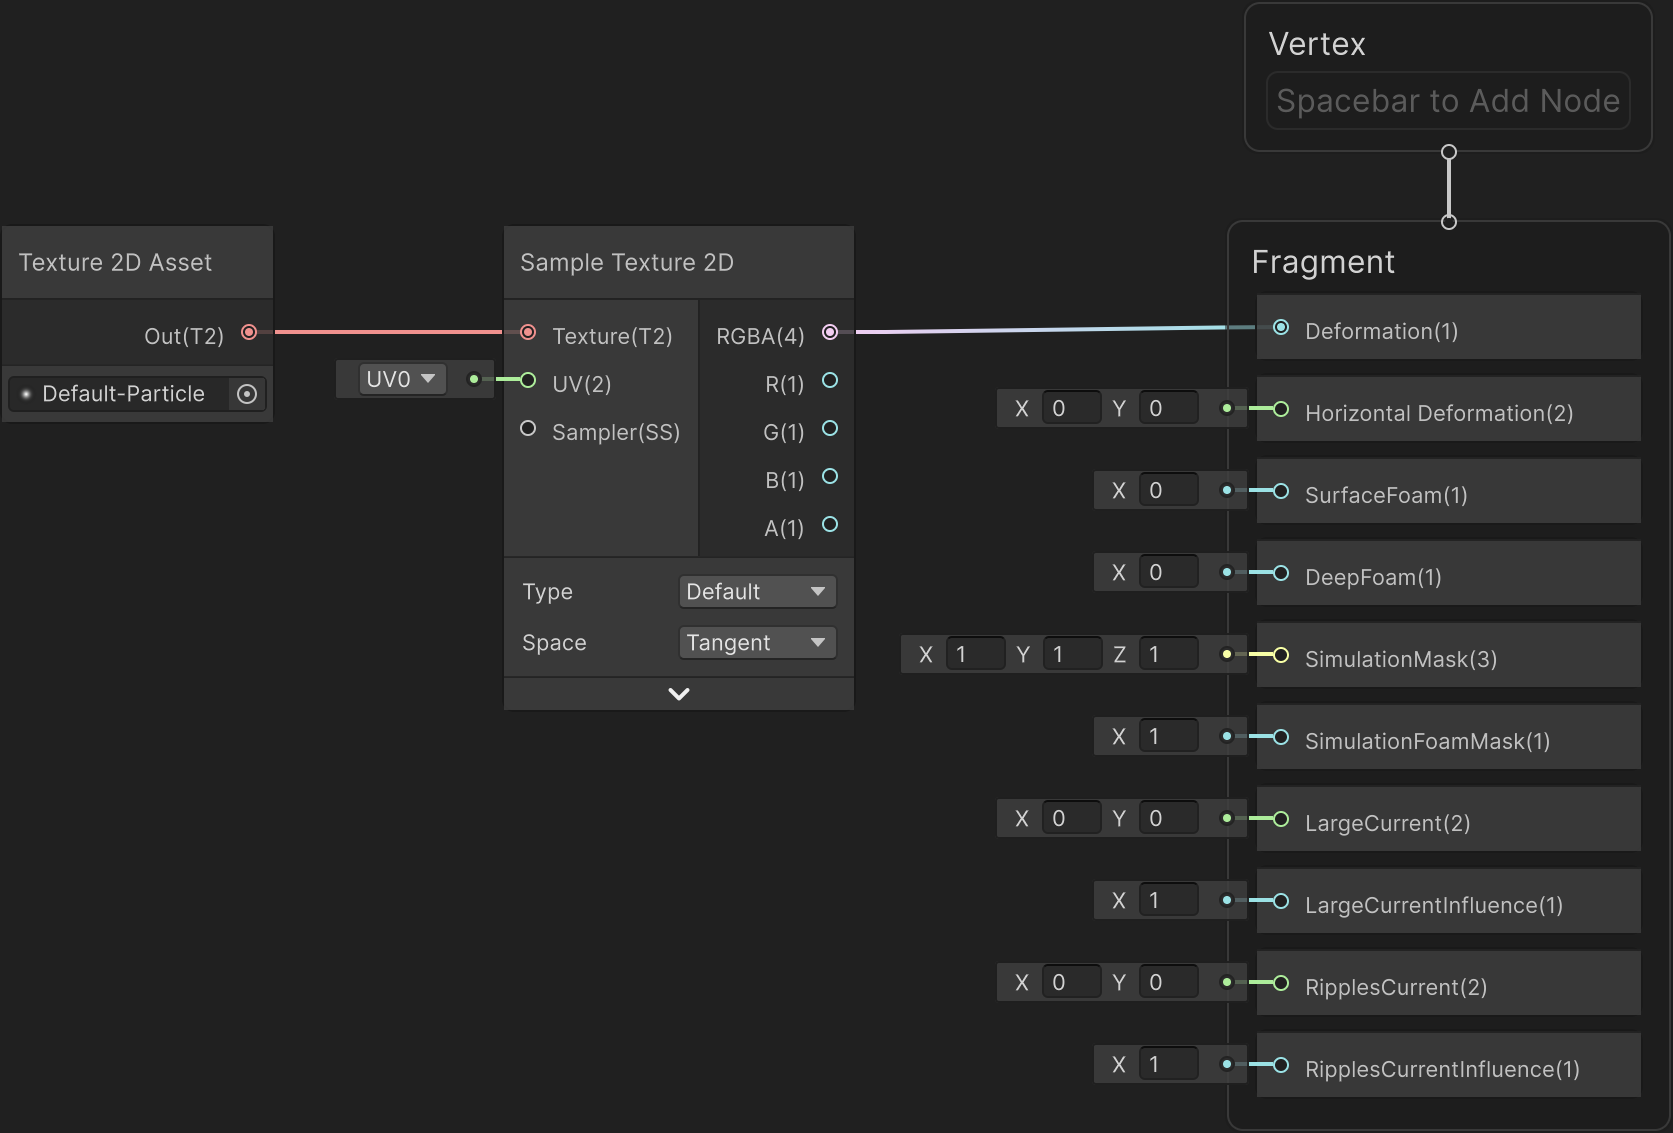 Vertex
Spacebar to Add Node
Texture 2D Asset
Out(T2)
Default-Particle
UV0
Sample Texture 2D
Texture(T2)
UV(2)
Sampler(SS)
RGBA(4)
R(1)
G(1)
B(1)
A(1)
Type Default
Space Tangent
Fragment
Deformation(1)
X 0 Y 0 Horizontal Deformation(2)
X 0 SurfaceFoam(1)
X 0 DeepFoam(1)
X 1 Y 1 Z 1 SimulationMask(3)
X 1 SimulationFoamMask(1)
X 0 Y 0 LargeCurrent(2)
X 1 LargeCurrentInfluence(1)
X 0 Y 0 RipplesCurrent(2)
X 1 RipplesCurrentInfluence(1)